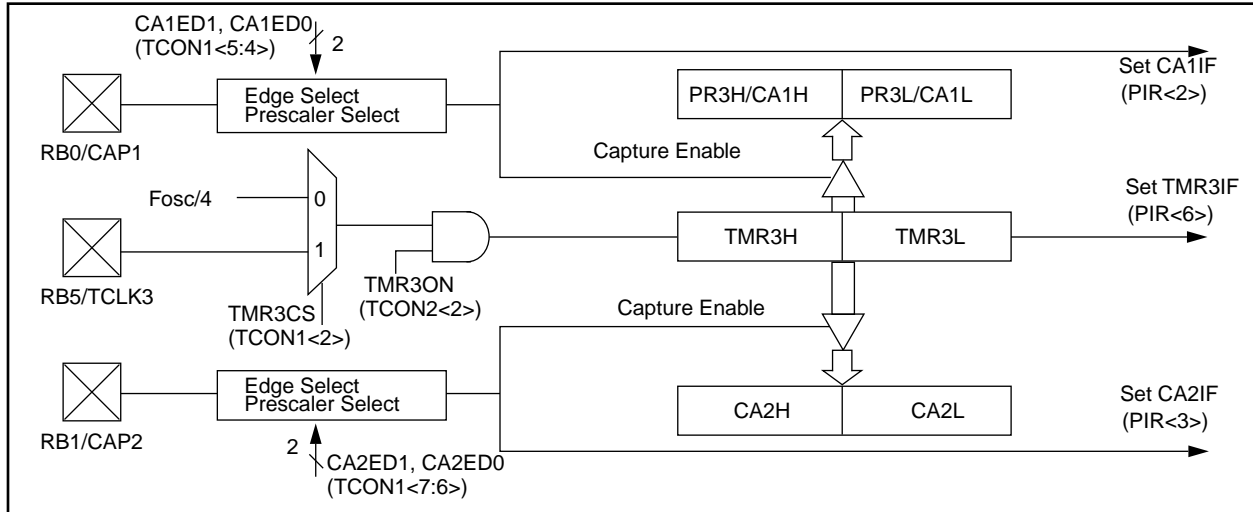 CA1ED1, CA1ED0
(TCON1<5:4>)
2
Set CA1IF
(PIR<2>)
Edge Select
Prescaler Select
PR3H/CA1H
PR3L/CA1L
RB0/CAP1
Capture Enable
Fosc/4
0
Set TMR3IF
(PIR<6>)
1
TMR3H
TMR3L
RB5/TCLK3
TMR3ON
(TCON2<2>)
TMR3CS
(TCON1<2>)
Capture Enable
Edge Select
Prescaler Select
Set CA2IF
(PIR<3>)
CA2H
CA2L
RB1/CAP2
2
CA2ED1, CA2ED0
(TCON1<7:6>)